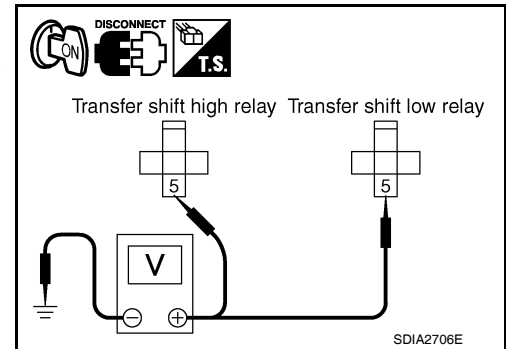 DISCONNECT
ON
T.S.
Transfer shift high relay Transfer shift low relay
5 5
V
SDIA2706E